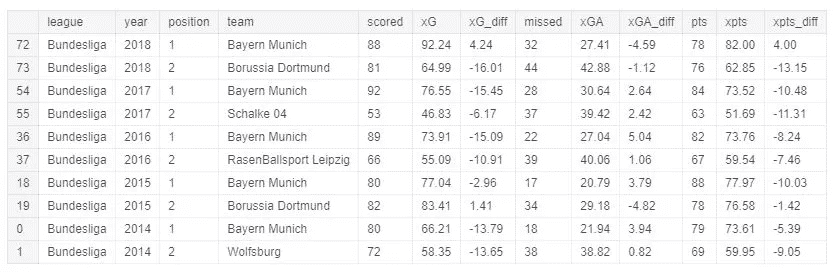 league year position team scored xG xG_diff missed xGA xGA_diff pts xpts xpts_diff
72 Bundesliga 2018 1 Bayern Munich 88 92.24 4.24 32 27.41 -4.59 78 82.00 4.00
73 Bundesliga 2018 2 Borussia Dortmund 81 64.99 -16.01 44 42.88 -1.12 76 62.85 -13.15
54 Bundesliga 2017 1 Bayern Munich 92 76.55 -15.45 28 30.64 2.64 84 73.52 -10.48
55 Bundesliga 2017 2 Schalke 04 53 46.83 -6.17 37 39.42 2.42 63 51.69 -11.31
36 Bundesliga 2016 1 Bayern Munich 89 73.91 -15.09 22 27.04 5.04 82 73.76 -8.24
37 Bundesliga 2016 2 RasenBallsport Leipzig 66 55.09 -10.91 39 40.06 1.06 67 59.54 -7.46
18 Bundesliga 2015 1 Bayern Munich 80 77.04 -2.96 17 20.79 3.79 88 77.97 -10.03
19 Bundesliga 2015 2 Borussia Dortmund 82 83.41 1.41 34 29.18 -4.82 78 76.58 -1.42
0 Bundesliga 2014 1 Bayern Munich 80 66.21 -13.79 18 21.94 3.94 79 73.61 -5.39
1 Bundesliga 2014 2 Wolfsburg 72 58.35 -13.65 38 38.82 0.82 69 59.95 -9.05